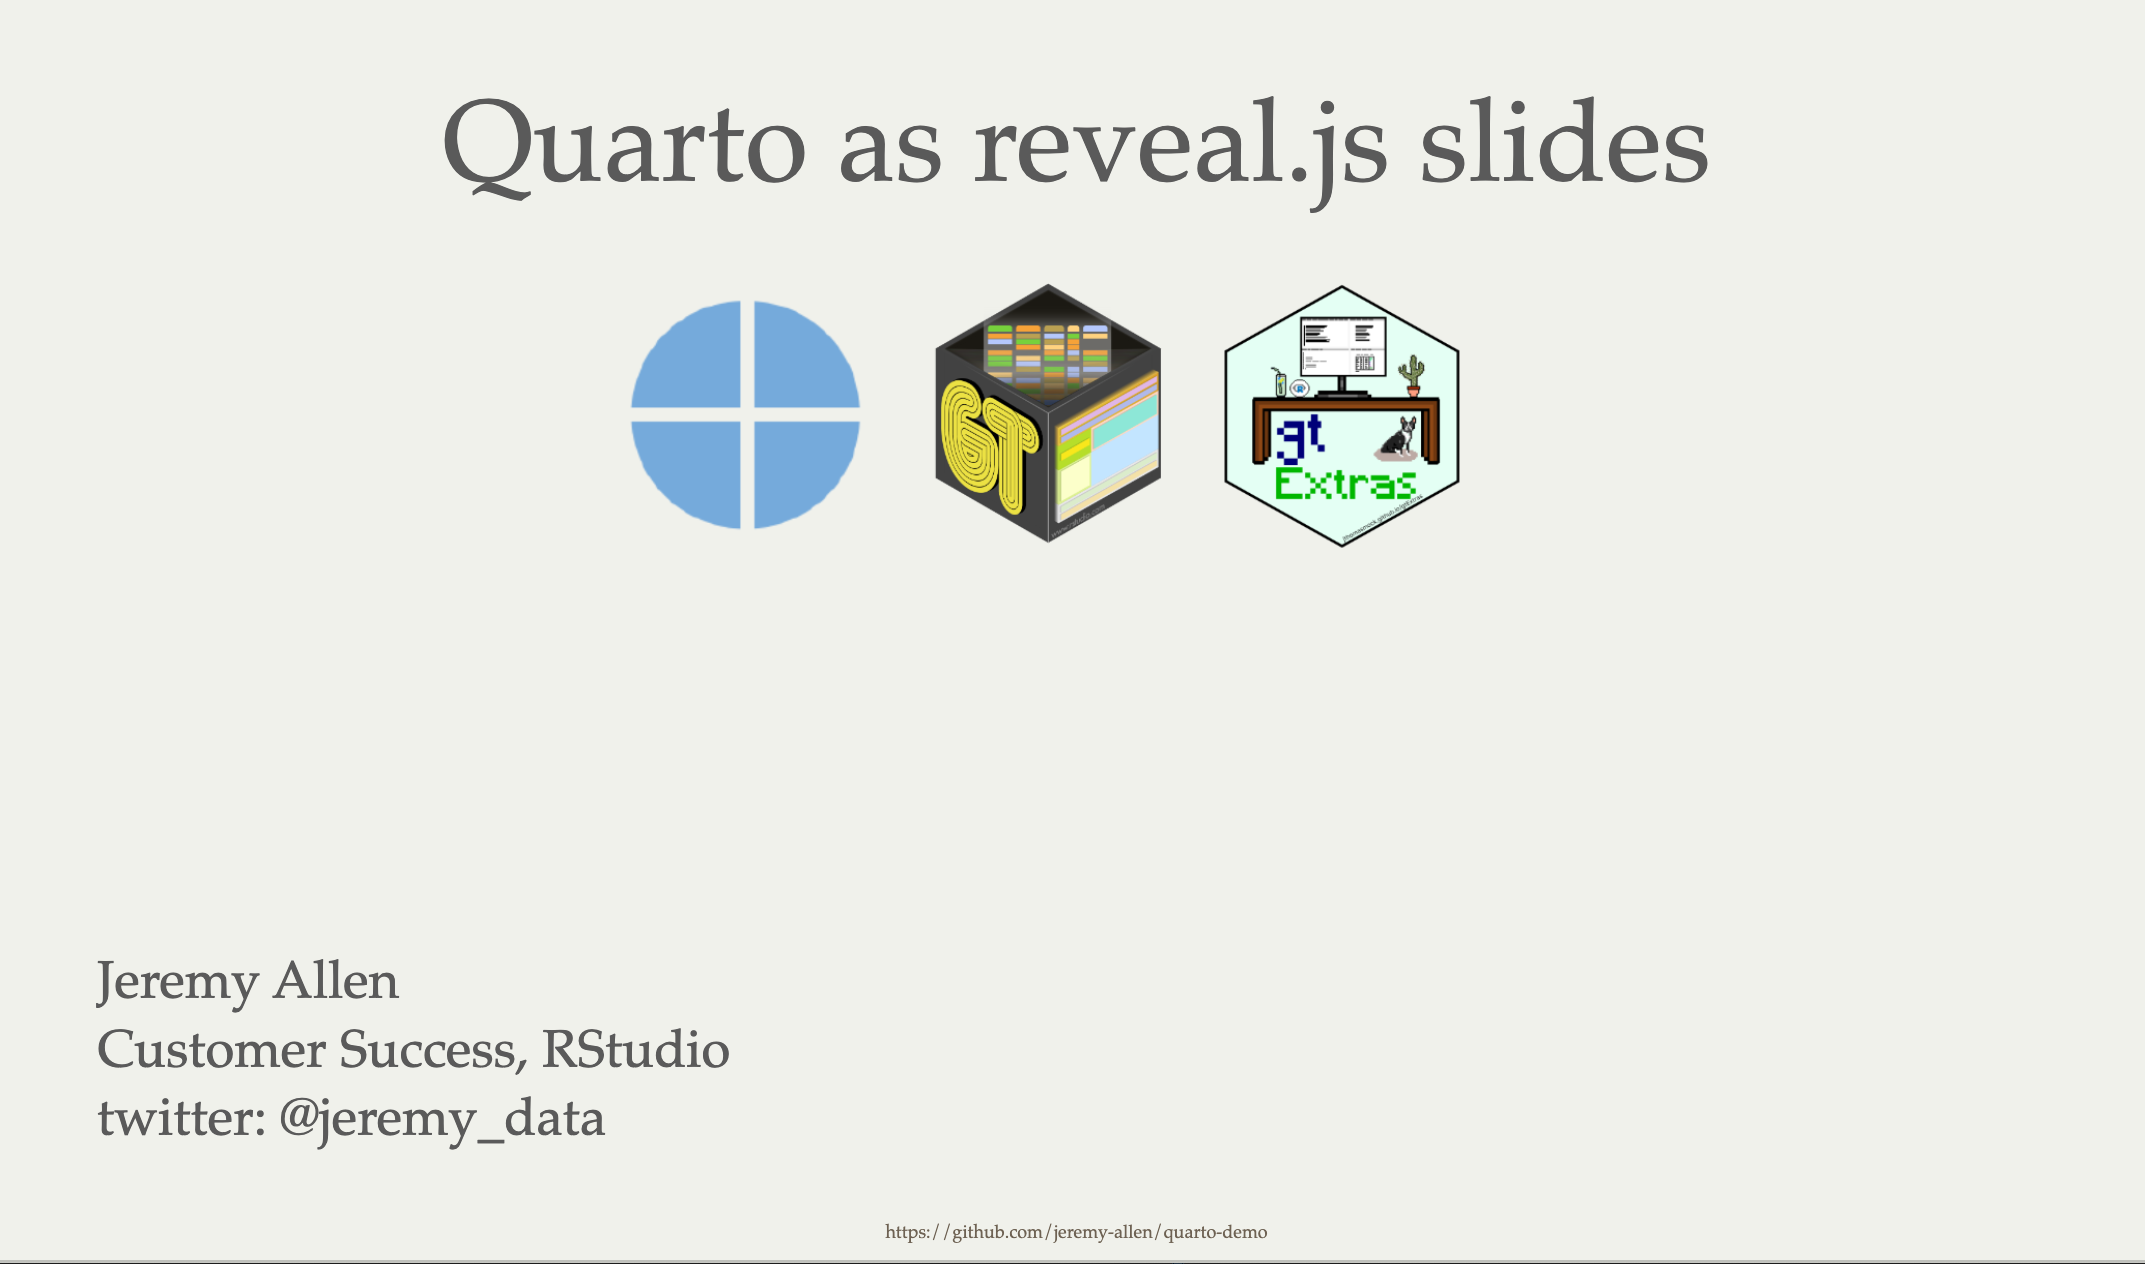 Quarto as reveal.js slides
GT
gt
Extras
Jeremy Allen
Customer Success, RStudio
twitter: @jeremy_data
https://github.com/jeremy-allen/quarto-demo